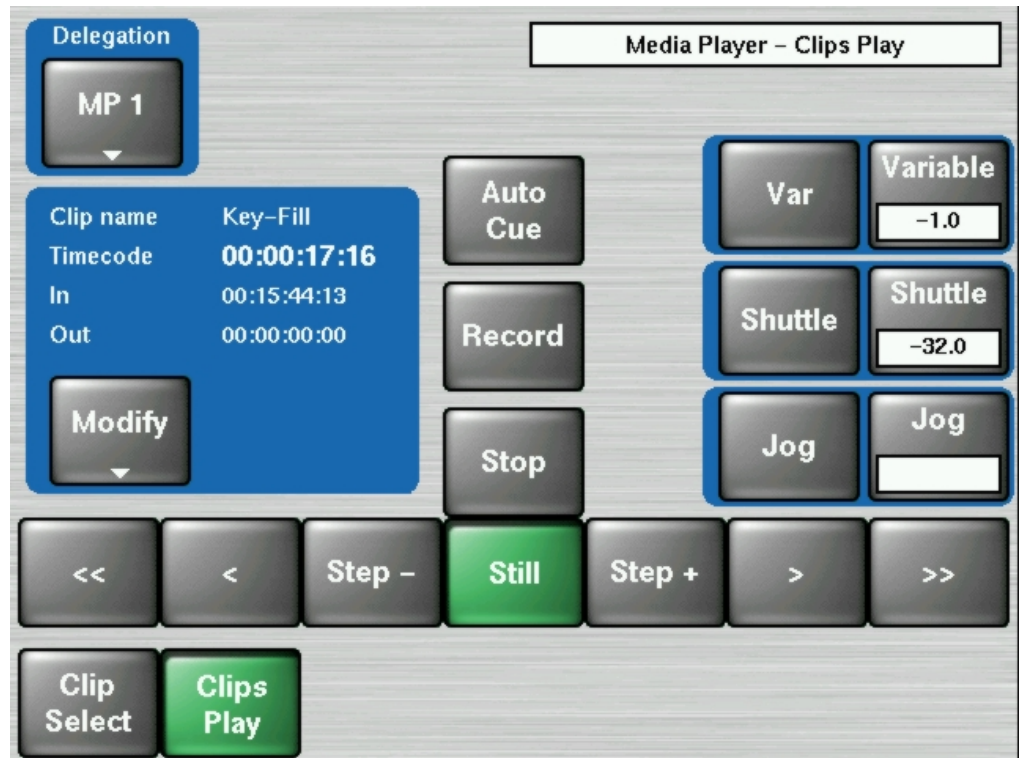 Delegation
MP 1
Media Player – Clips Play
Clip name Key–Fill
Timecode 00:00:17:16
In 00:15:44:13
Out 00:00:00:00
Modify
Auto
Cue
Record
Stop
Var
Variable
–1.0
Shuttle
Shuttle
–32.0
Jog
Jog
<<
<
Step –
Still
Step +
>
>>
Clip
Select
Clips
Play